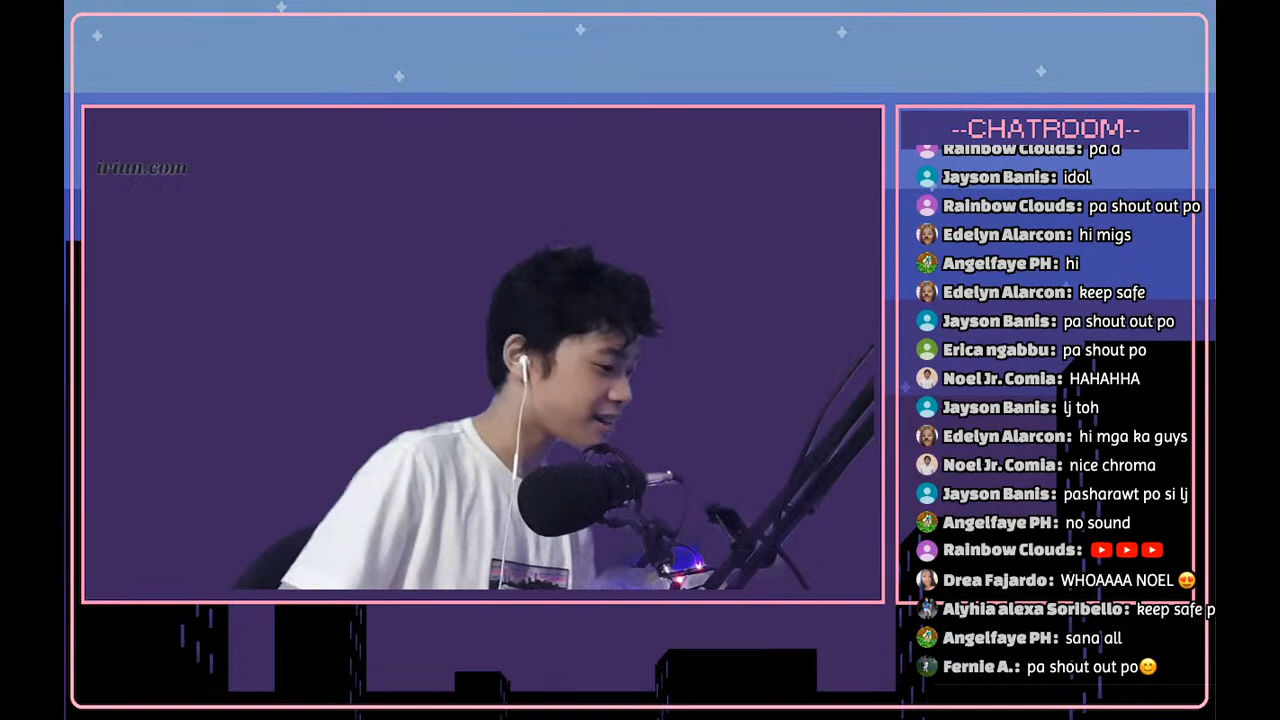 iriun.com
--CHATROOM--
Rainbow Clouds: pa a
Jayson Banis: idol
Rainbow Clouds: pa shout out po
Edelyn Alarcon: hi migs
Angelfaye PH: hi
Edelyn Alarcon: keep safe
Jayson Banis: pa shout out po
Erica ngabbu: pa shout po
Noel Jr. Comia: HAHAHHA
Jayson Banis: lj toh
Edelyn Alarcon: hi mga ka guys
Noel Jr. Comia: nice chroma
Jayson Banis: pasharawt po si lj
Angelfaye PH: no sound
Rainbow Clouds:
Drea Fajardo: WHOAAAA NOEL 😍
Alyhia alexa Soribello: keep safe p
Angelfaye PH: sana all
Fernie A.: pa shout out po😊